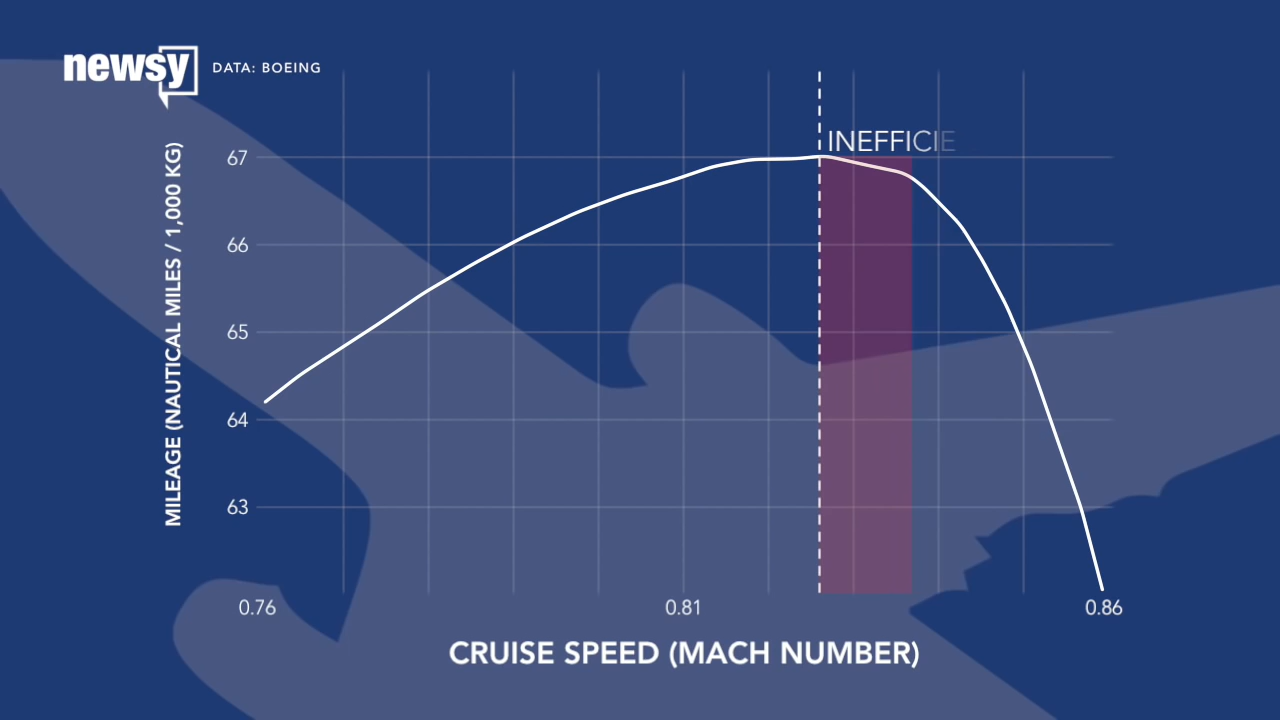 newsy
DATA: BOEING
INEFFICIE
MILEAGE (NAUTICAL MILES / 1,000 KG)
67
66
65
64
63
0.76
0.81
0.86
CRUISE SPEED (MACH NUMBER)